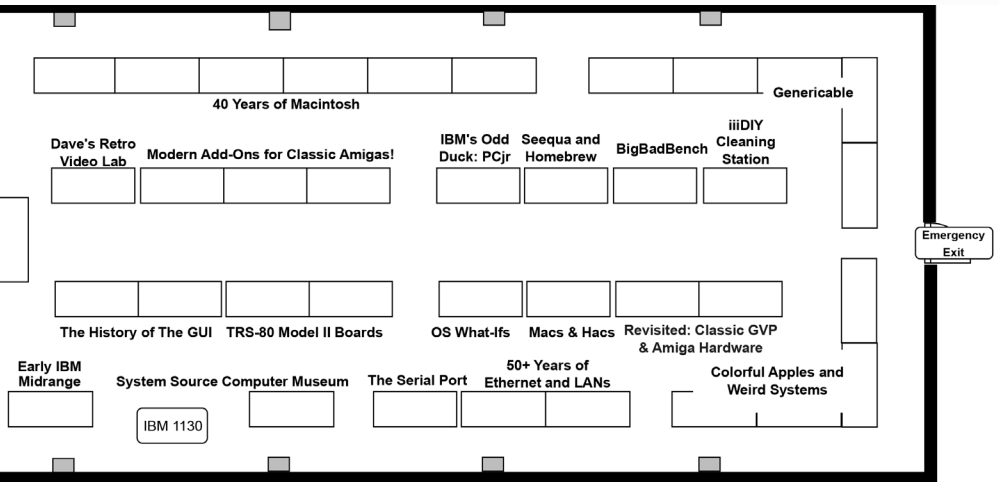 40 Years of Macintosh
Genericable
Dave's Retro
Video Lab
Modern Add-Ons for Classic Amigas!
IBM's Odd
Duck: PCjr
Seequa and
Homebrew
BigBadBench
iiiDIY
Cleaning
Station
Emergency
Exit
The History of The GUI
TRS-80 Model II Boards
OS What-Ifs
Macs & Hacs
Revisited: Classic GVP
& Amiga Hardware
Early IBM
Midrange
System Source Computer Museum
IBM 1130
The Serial Port
50+ Years of
Ethernet and LANs
Colorful Apples and
Weird Systems